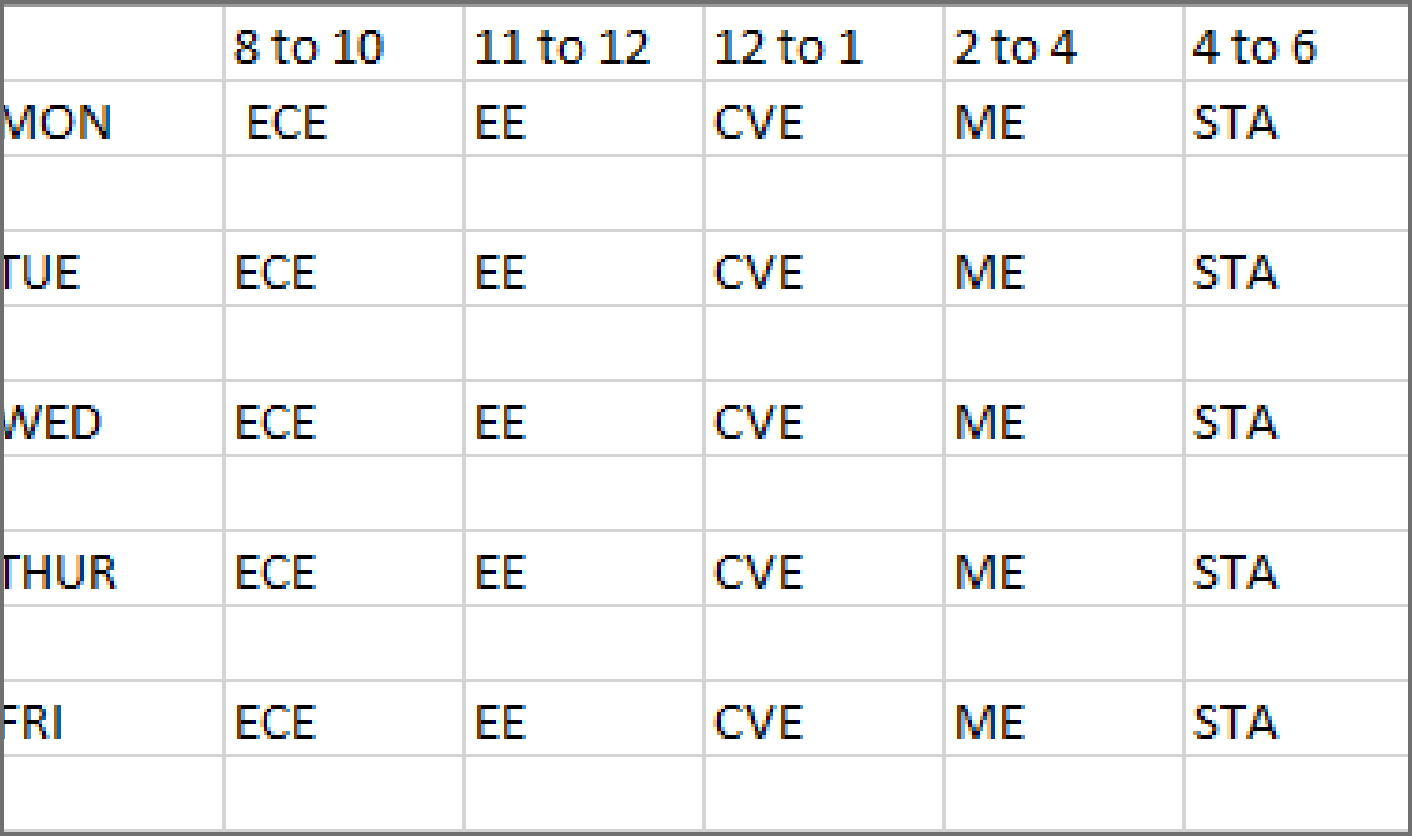 8 to 10 11 to 12 12 to 1 2 to 4 4 to 6
MON ECE EE CVE ME STA
TUE ECE EE CVE ME STA
WED ECE EE CVE ME STA
THUR ECE EE CVE ME STA
FRI ECE EE CVE ME STA